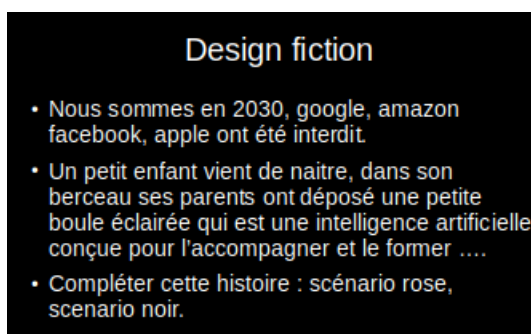 Design fiction
• Nous sommes en 2030, google, amazon
facebook, apple ont été interdit.
• Un petit enfant vient de naitre, dans son
berceau ses parents ont déposé une petite
boule éclairée qui est une intelligence artificielle
conçue pour l'accompagner et le former ....
• Compléter cette histoire : scénario rose,
scenario noir.